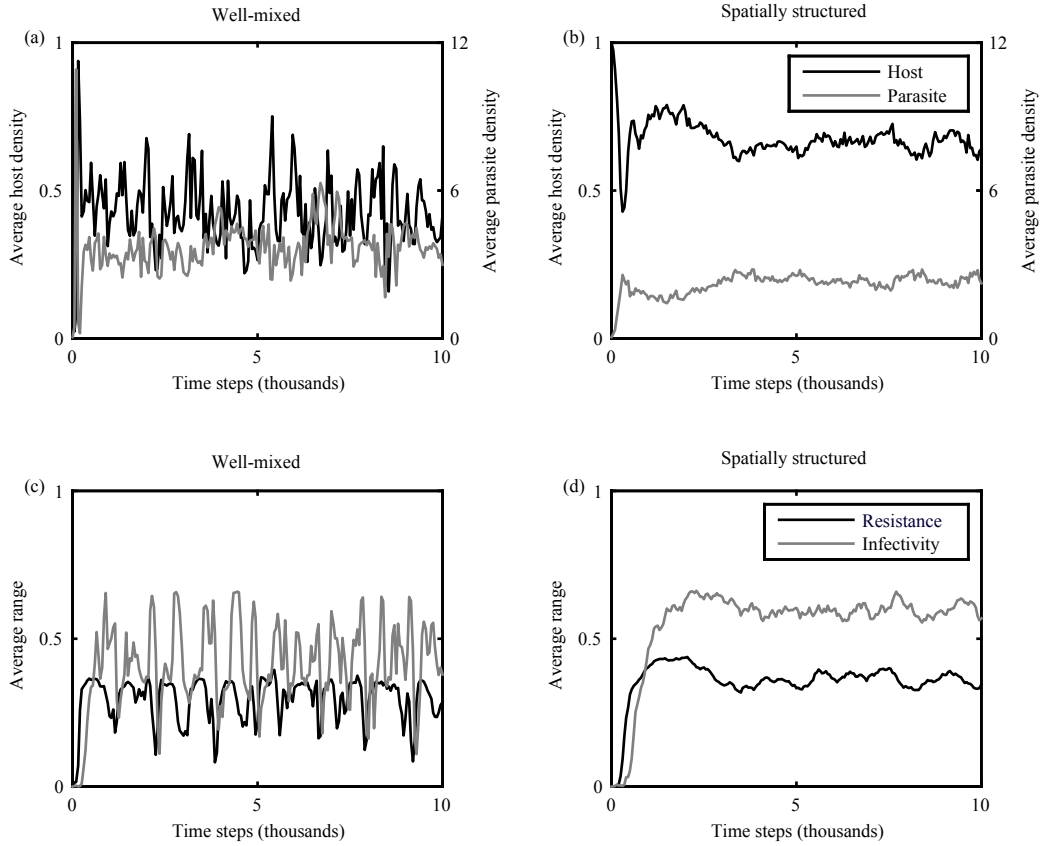 Well-mixed
(a)
1
12
0.5
6
0
0
0
5
10
Average host density
Average parasite density
Time steps (thousands)
Spatially structured
(b)
1
12
Host
Parasite
0.5
6
0
0
0
5
10
Average host density
Average parasite density
Time steps (thousands)
Well-mixed
(c)
1
0.5
0
0
5
10
Average range
Time steps (thousands)
Spatially structured
(d)
1
Resistance
Infectivity
0.5
0
0
5
10
Average range
Time steps (thousands)